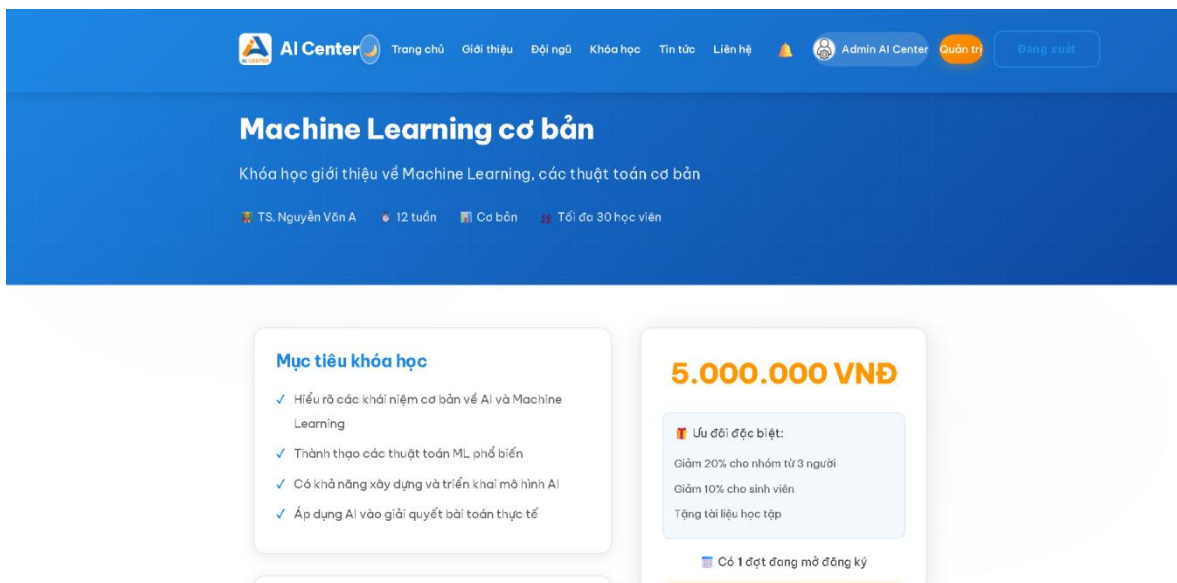 AI CENTER
AI Center Trang chủ Giới thiệu Đội ngũ Khóa học Tin tức Liên hệ Admin AI Center Quản trị Đăng xuất
Machine Learning cơ bản
Khóa học giới thiệu về Machine Learning, các thuật toán cơ bản
TS. Nguyễn Văn A 12 tuần Cơ bản Tối đa 30 học viên
Mục tiêu khóa học
✓ Hiểu rõ các khái niệm cơ bản về AI và Machine
Learning
✓ Thành thạo các thuật toán ML phổ biến
✓ Có khả năng xây dựng và triển khai mô hình AI
✓ Áp dụng AI vào giải quyết bài toán thực tế
5.000.000 VNĐ
Ưu đãi đặc biệt:
Giảm 20% cho nhóm từ 3 người
Giảm 10% cho sinh viên
Tặng tài liệu học tập
Có 1 đợt đang mở đăng ký